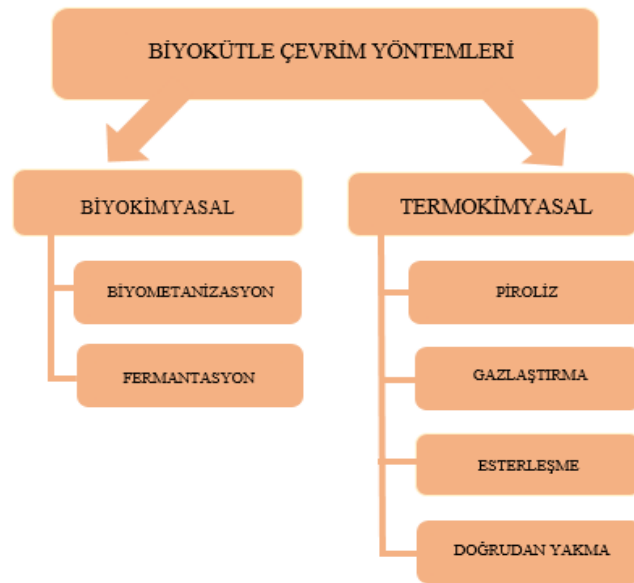 BİYOKÜTLE ÇEVRİM YÖNTEMLERİ
BİYOKİMYASAL
BİYOMETANİZASYON
FERMANTASYON
TERMOKİMYASAL
PİROLİZ
GAZLAŞTIRMA
ESTERLEŞME
DOĞRUDAN YAKMA